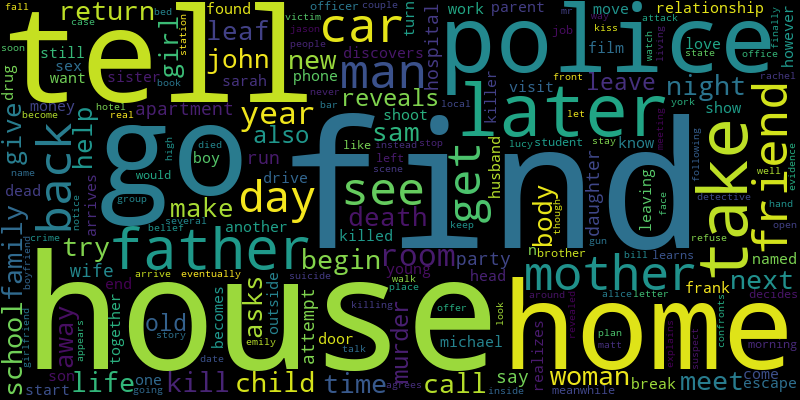 fall
return
become
drug
soon
tell
bed
victim
case
found
officer
couple
jason
people
attack
work
parent
car
turn
mr
way
job
move
relationship
police
however
finally
girl
station
leaf
john
new
phone
man
hospital
killer
film
love
watch
living
state
office
still
want
sex
sister
book
sarah
discovers
visit
leave
front
kiss
rachel
give
money
hotel
real
apartment
year
reveals
never
bar
local
later
night
york
let
meeting
show
back
help
go
high
died
boy
also
run
sam
shoot
find
get
lucy
student
stay
know
take
friend
following
well
evidence
name
dead
arrives
notice
group
would
several
belief
drive
day
make
like
instead
stop
left
scene
see
husband
daughter
leaving
face
detective
hand
open
family
crime
try
father
another
killed
death
keep
body
though
gun
brother
bill
learns
refuse
named
school
girlfriend
boyfriend
wife
end
arrive
eventually
begin
suicide
room
young
walk
place
party
head
mother
frank
next
house
away
together
becomes
old
story
asks
outside
attempt
door
killing
offer
look
around
alice
letter
revealed
decides
home
appears
date
emily
talk
michael
murder
agrees
realizes
matt
plan
explains
suspect
confronts
morning
son
start
life
one
going
kill
child
time
call
inside
say
meanwhile
woman
break
meet
come
escape